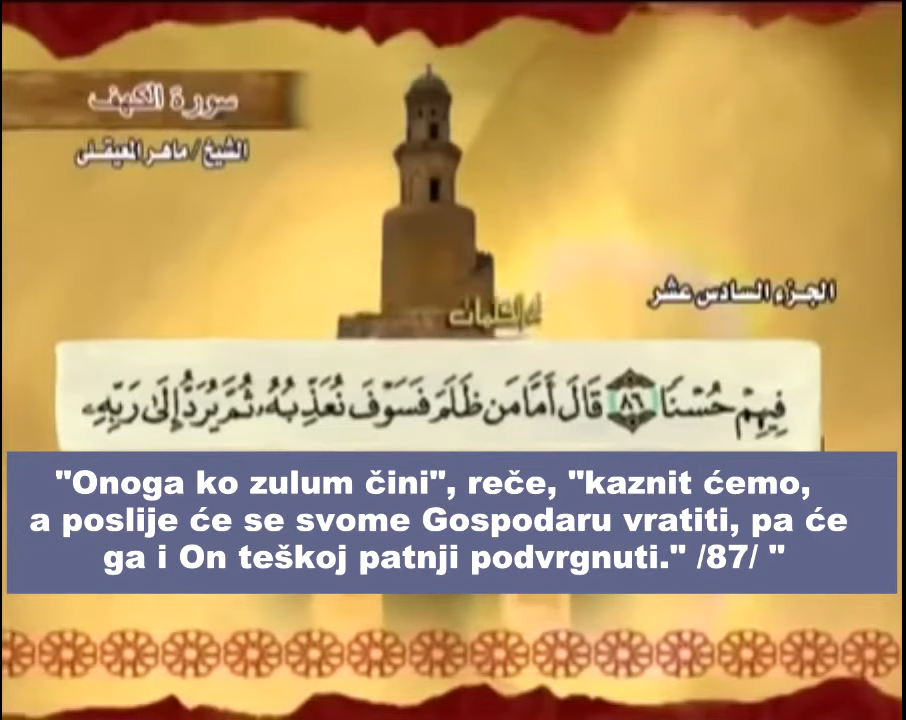 سورة الكهف
الشيخ / ماهر المعيقلى
الجزء السادس عشر
فِيهِمْ حُسْنًا ٨٦ قَالَ أَمَّا مَن ظَلَمَ فَسَوْفَ نُعَذِّبُهُۥ ثُمَّ يُرَدُّ إِلَىٰ رَبِّهِۦ
"Onoga ko zulum čini", reče, "kaznit ćemo,
a poslije će se svome Gospodaru vratiti, pa će
ga i On teškoj patnji podvrgnuti." /87/ "